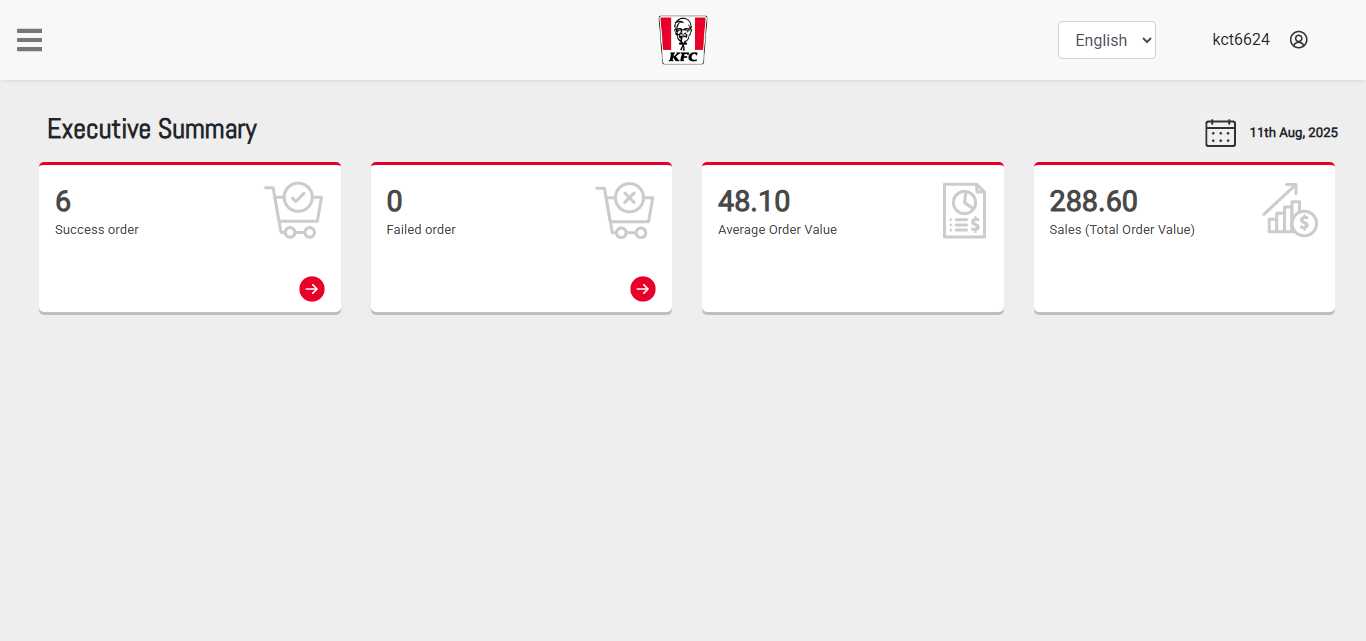 KFC
English
kct6624
Executive Summary
11th Aug, 2025
6
Success order
0
Failed order
48.10
Average Order Value
288.60
Sales (Total Order Value)